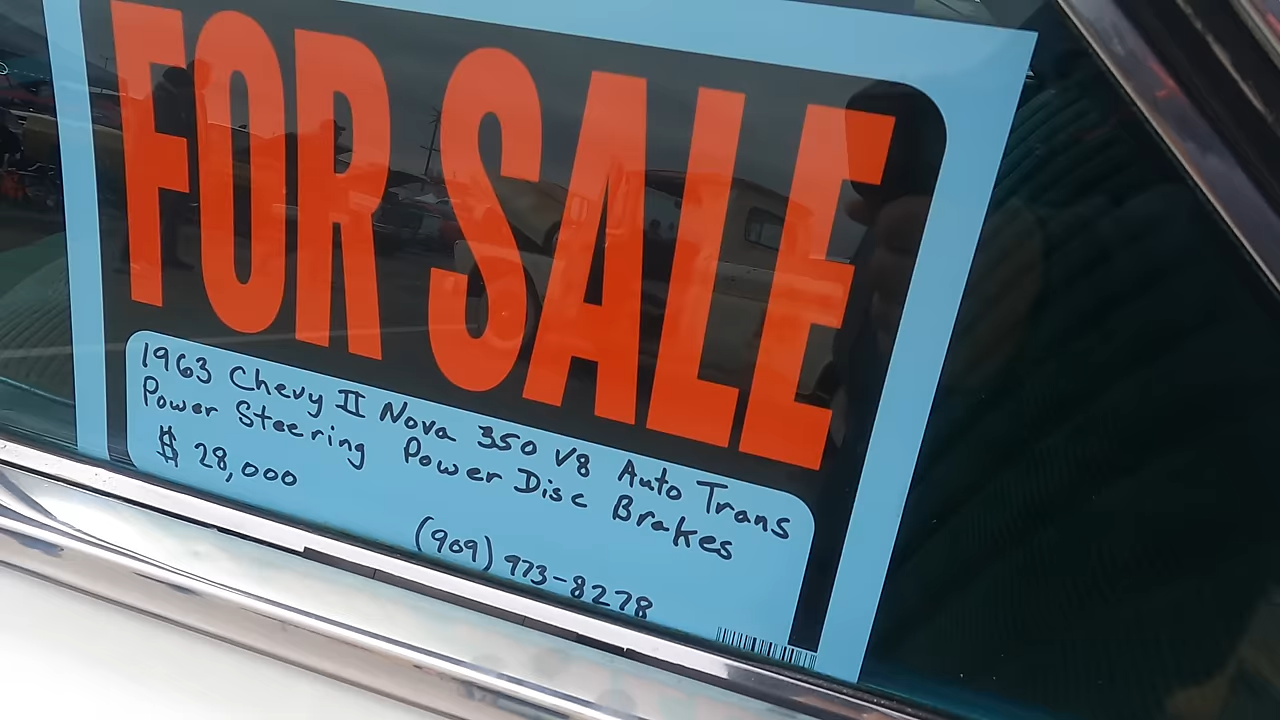 FOR SALE
1963 Chevy II Nova 350 V8 Auto Trans
Power Steering Power Disc Brakes
$ 28,000
(909) 973-8278